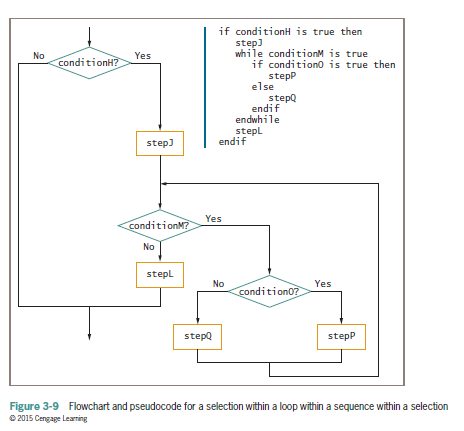 if conditionH is true then
stepJ
while conditionM is true
if conditionO is true then
stepP
else
stepQ
endif
endwhile
stepL
endif
No
conditionH?
Yes
stepJ
conditionM?
Yes
No
stepL
No
conditionO?
Yes
stepQ
stepP
Figure 3-9 Flowchart and pseudocode for a selection within a loop within a sequence within a selection
© 2015 Cengage Learning